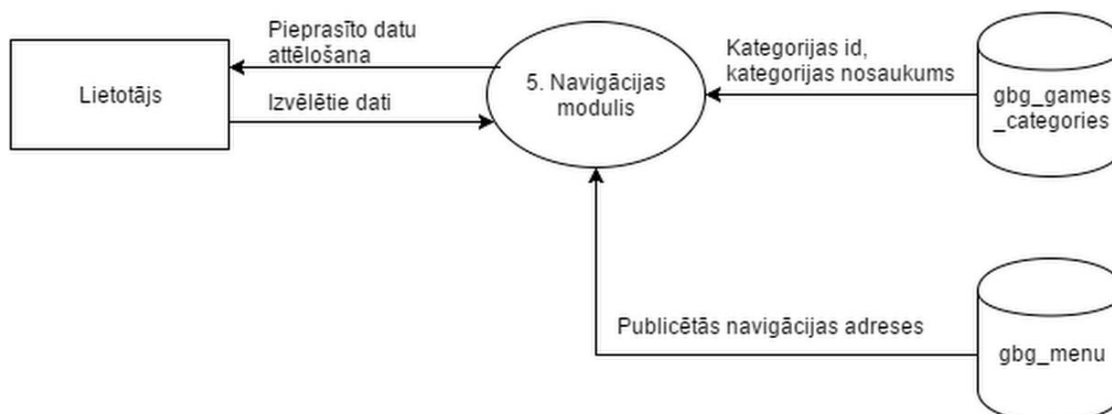 Pieprasīto datu
attēlošana
Lietotājs
Izvēlētie dati
5. Navigācijas
modulis
Kategorijas id,
kategorijas nosaukums
gbg_games
_categories
Publicētās navigācijas adreses
gbg_menu